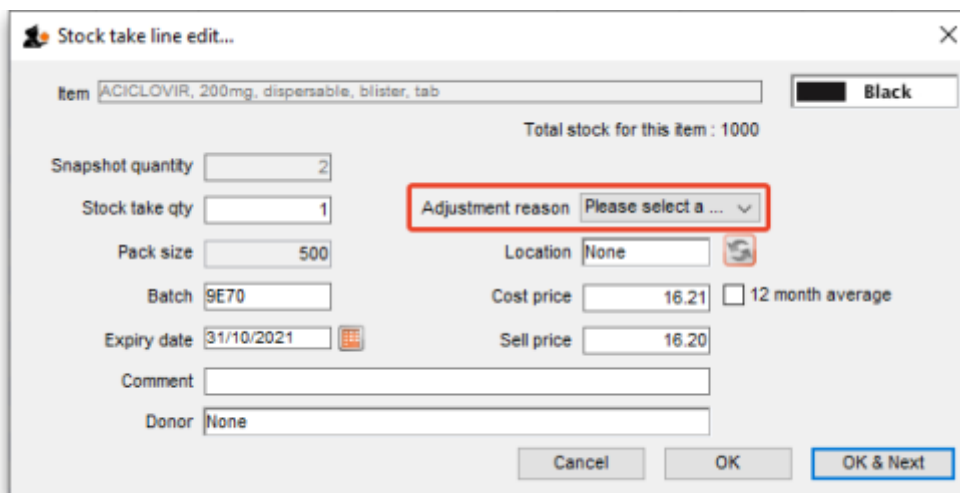 Stock take line edit...
Item ACICLOVIR, 200mg, dispersable, blister, tab Black
Total stock for this item : 1000
Snapshot quantity 2
Stock take qty 1 Adjustment reason Please select a ...
Pack size 500 Location None
Batch 9E70 Cost price 16.21 12 month average
Expiry date 31/10/2021 Sell price 16.20
Comment
Donor None
Cancel OK OK & Next